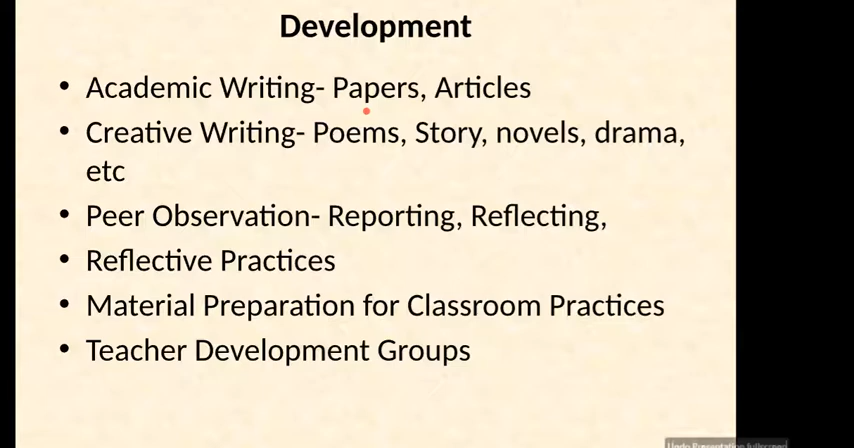 Development
• Academic Writing- Papers, Articles
• Creative Writing- Poems, Story, novels, drama,
etc
• Peer Observation- Reporting, Reflecting,
• Reflective Practices
• Material Preparation for Classroom Practices
• Teacher Development Groups